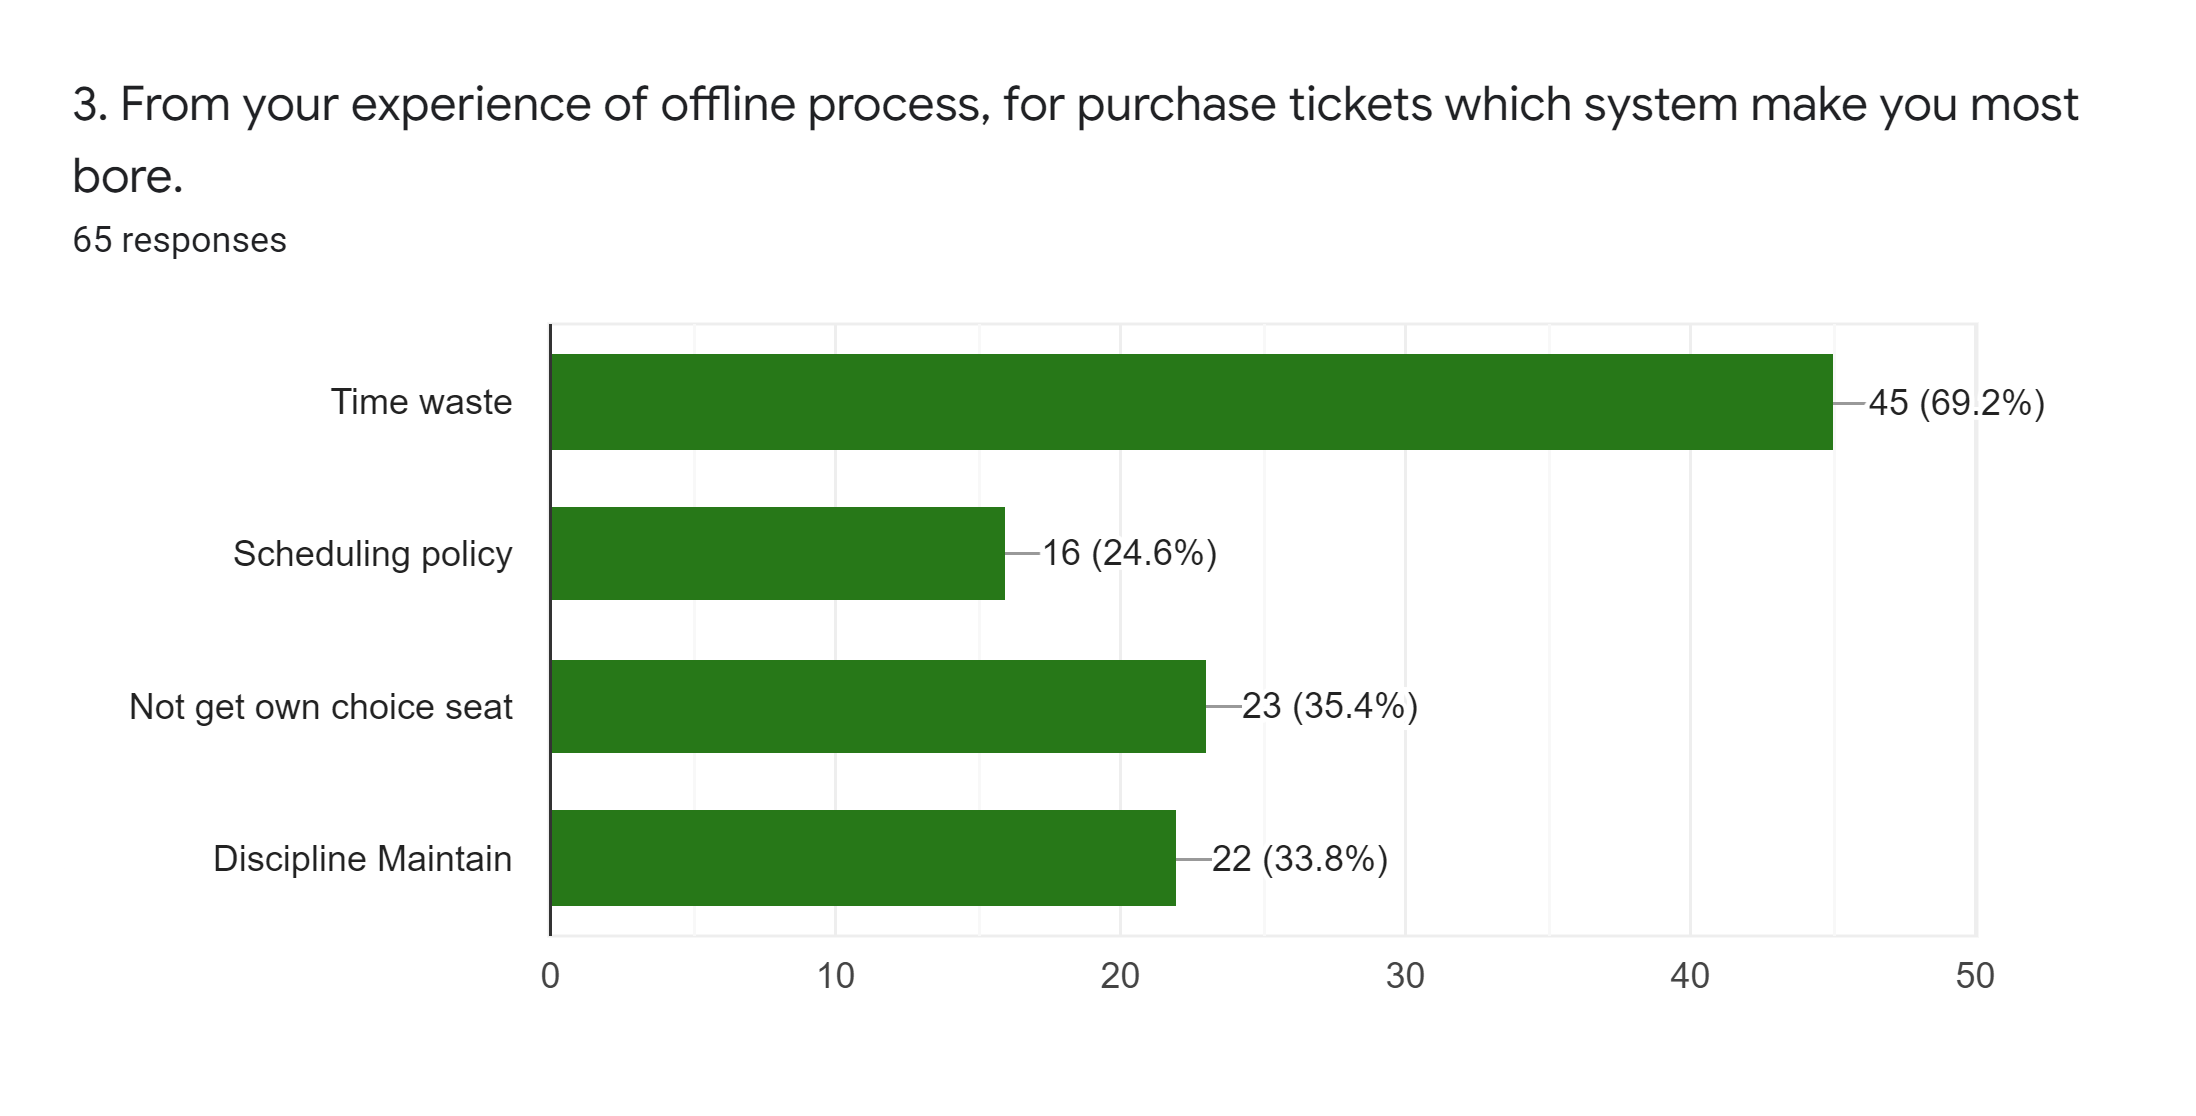 3. From your experience of offline process, for purchase tickets which system make you most
bore.
65 responses
Time waste
45 (69.2%)
Scheduling policy
16 (24.6%)
Not get own choice seat
23 (35.4%)
Discipline Maintain
22 (33.8%)
0 10 20 30 40 50